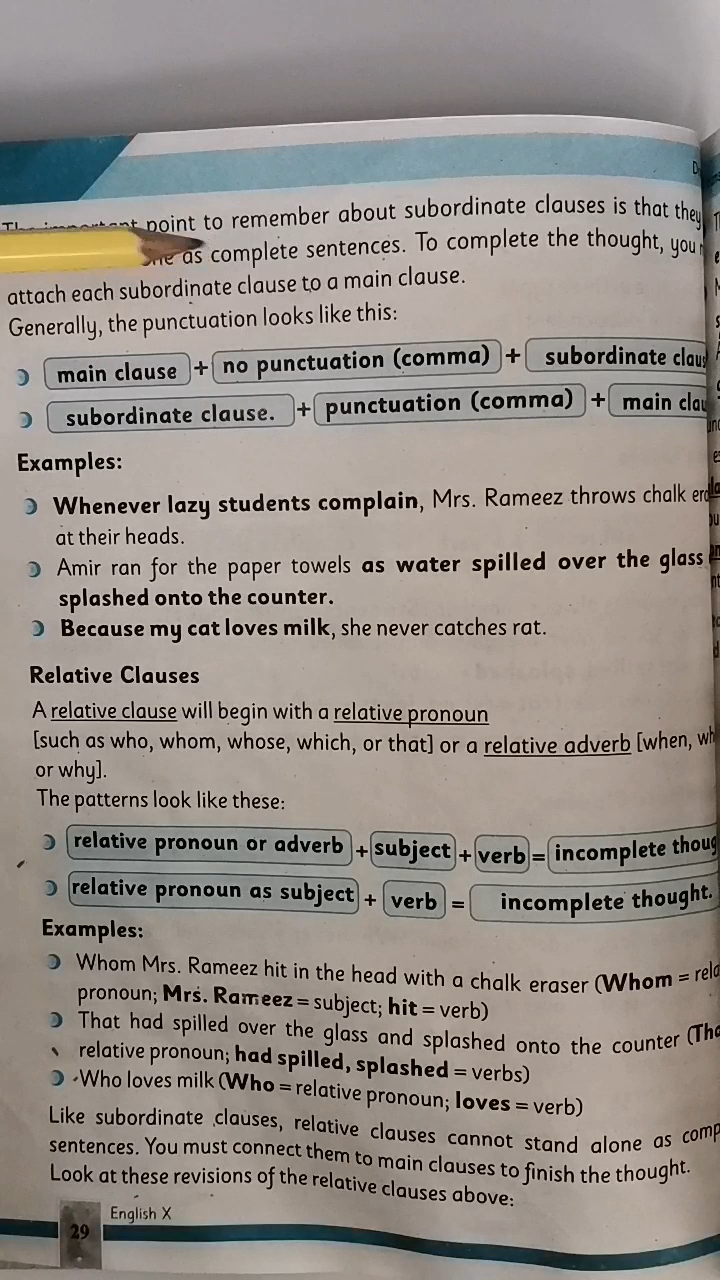 point to remember about subordinate clauses is that they
as complete sentences. To complete the thought, you
attach each subordinate clause to a main clause.
Generally, the punctuation looks like this:
main clause + no punctuation (comma) + subordinate
subordinate clause. + punctuation (comma) + main
Examples:
Whenever lazy students complain, Mrs. Rameez throws chalk
at their heads.
Amir ran for the paper towels as water spilled over the glass
splashed onto the counter.
Because my cat loves milk, she never catches rat.
Relative Clauses
A relative clause will begin with a relative pronoun
[such as who, whom, whose, which, or that] or a relative adverb [when,
or why].
The patterns look like these:
relative pronoun or adverb + subject + verb = incomplete
relative pronoun as subject + verb = incomplete thought.
Examples:
Whom Mrs. Rameez hit in the head with a chalk eraser (Whom =
pronoun; Mrs. Rameez = subject; hit = verb)
That had spilled over the glass and splashed onto the counter
relative pronoun; had spilled, splashed = verbs)
Who loves milk (Who = relative pronoun; loves = verb)
Like subordinate clauses, relative clauses cannot stand alone as
sentences. You must connect them to main clauses to finish the thought.
Look at these revisions of the relative clauses above:
English X
29